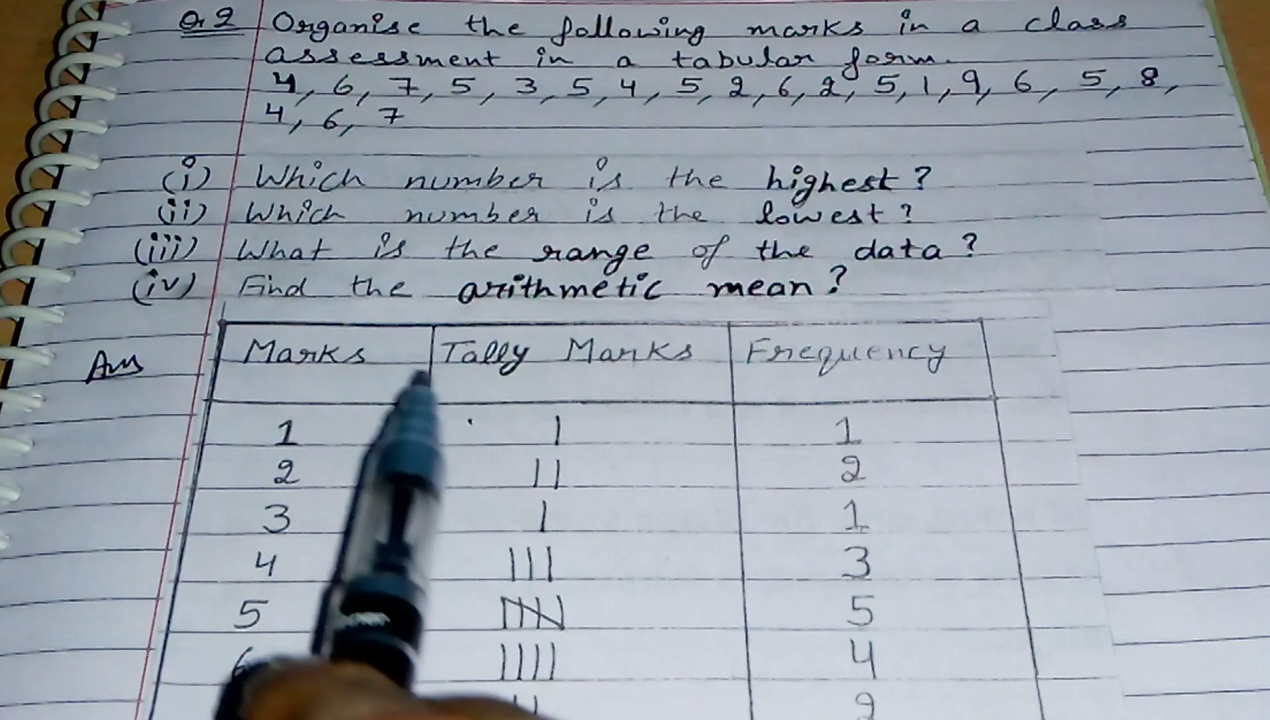 Q.2 Organise the following marks in a class
assessment in a tabular form.
4, 6, 7, 5, 3, 5, 4, 5, 2, 6, 2, 5, 1, 9, 6, 5, 8,
4, 6, 7
(i) Which number is the highest?
(ii) Which number is the lowest?
(iii) What is the range of the data?
(iv) Find the arithmetic mean?
Ans Marks Tally Marks Frequency
1 | 1
2 || 2
3 | 1
4 ||| 3
5 𝍸 5
6 |||| 4
|| 2